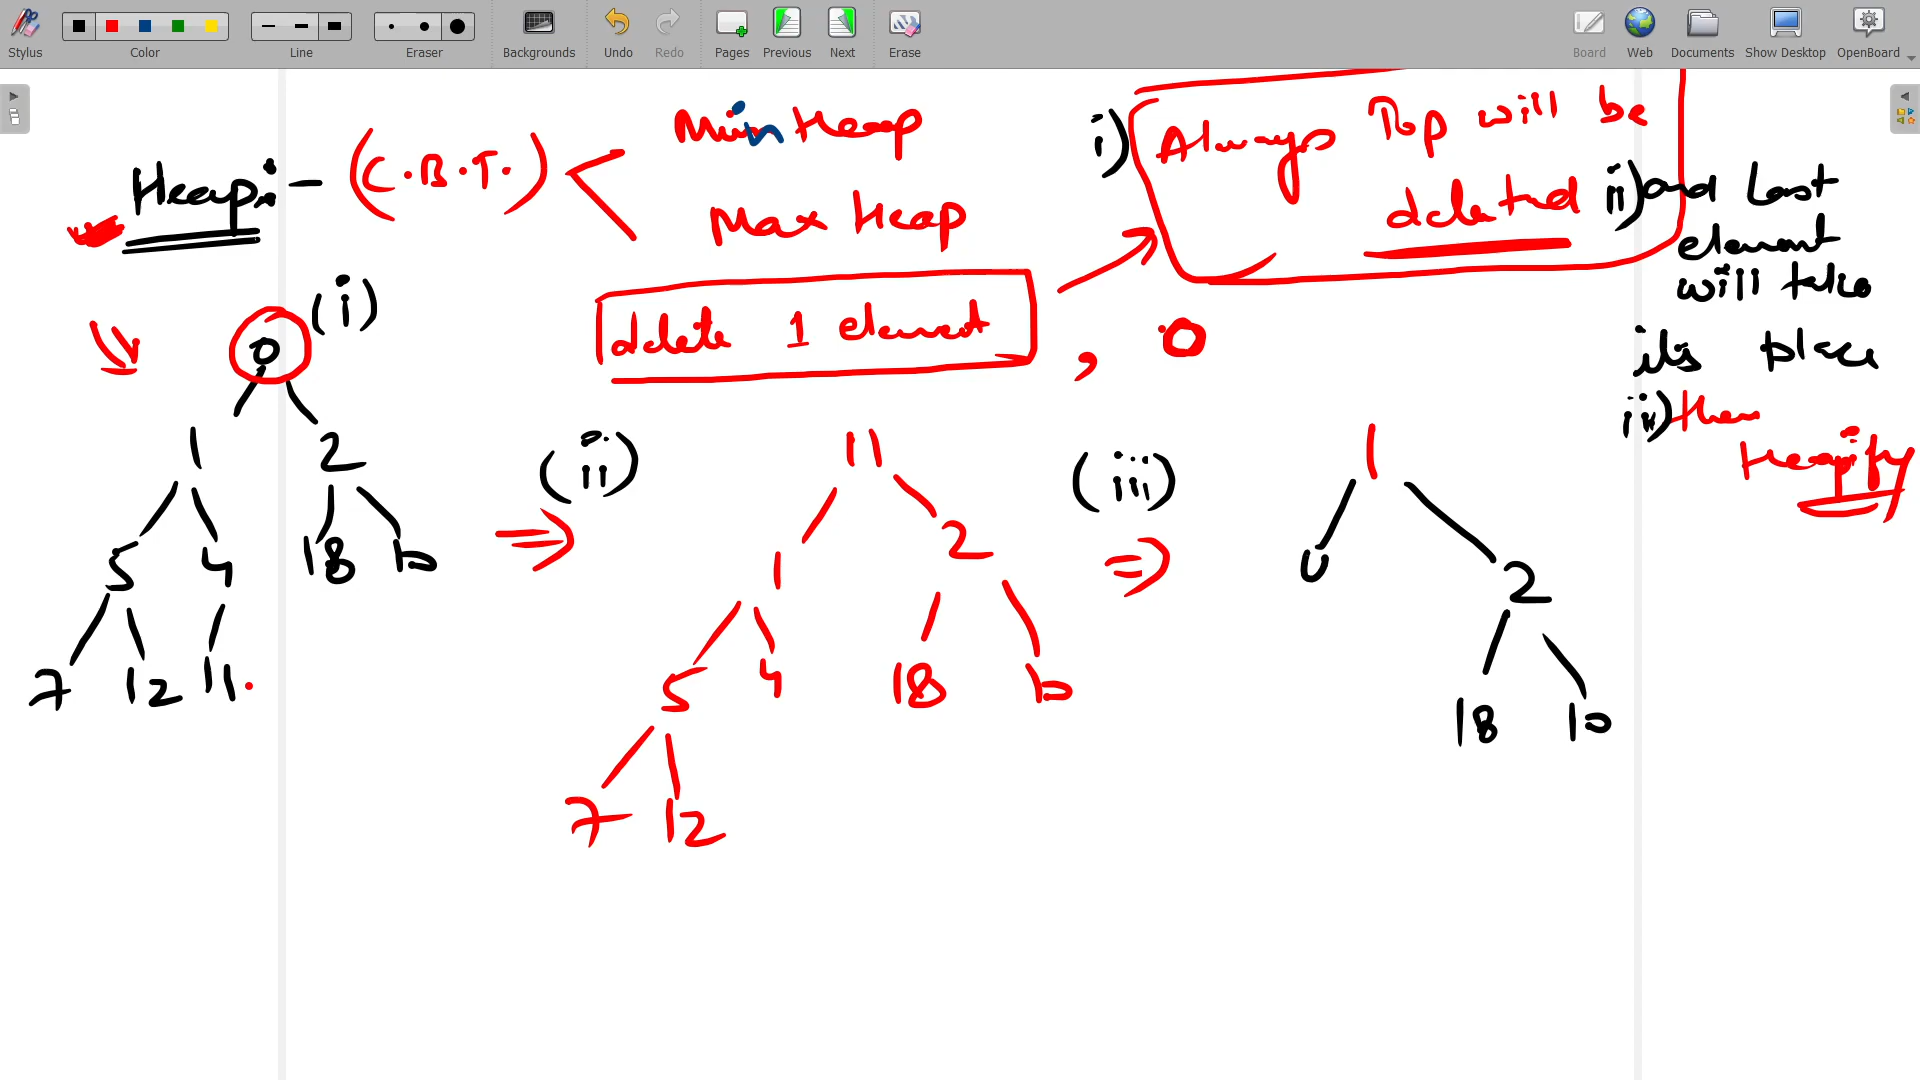 Stylus Color Line Eraser Backgrounds Undo Redo Pages Previous Next Erase Board Web Documents Show Desktop OpenBoard
Heap:- (C.B.T.)
Min Heap
Max Heap
i) Always Top will be
deleted
ii) and Last
element
will take
its place
iii) then
Heapify
delete 1 element , 0
(i)
0
1 2
5 4 18 10
7 12 11
(ii)
⇒
11
1 2
5 4 18 10
7 12
(iii)
⇒
1
2
18 10